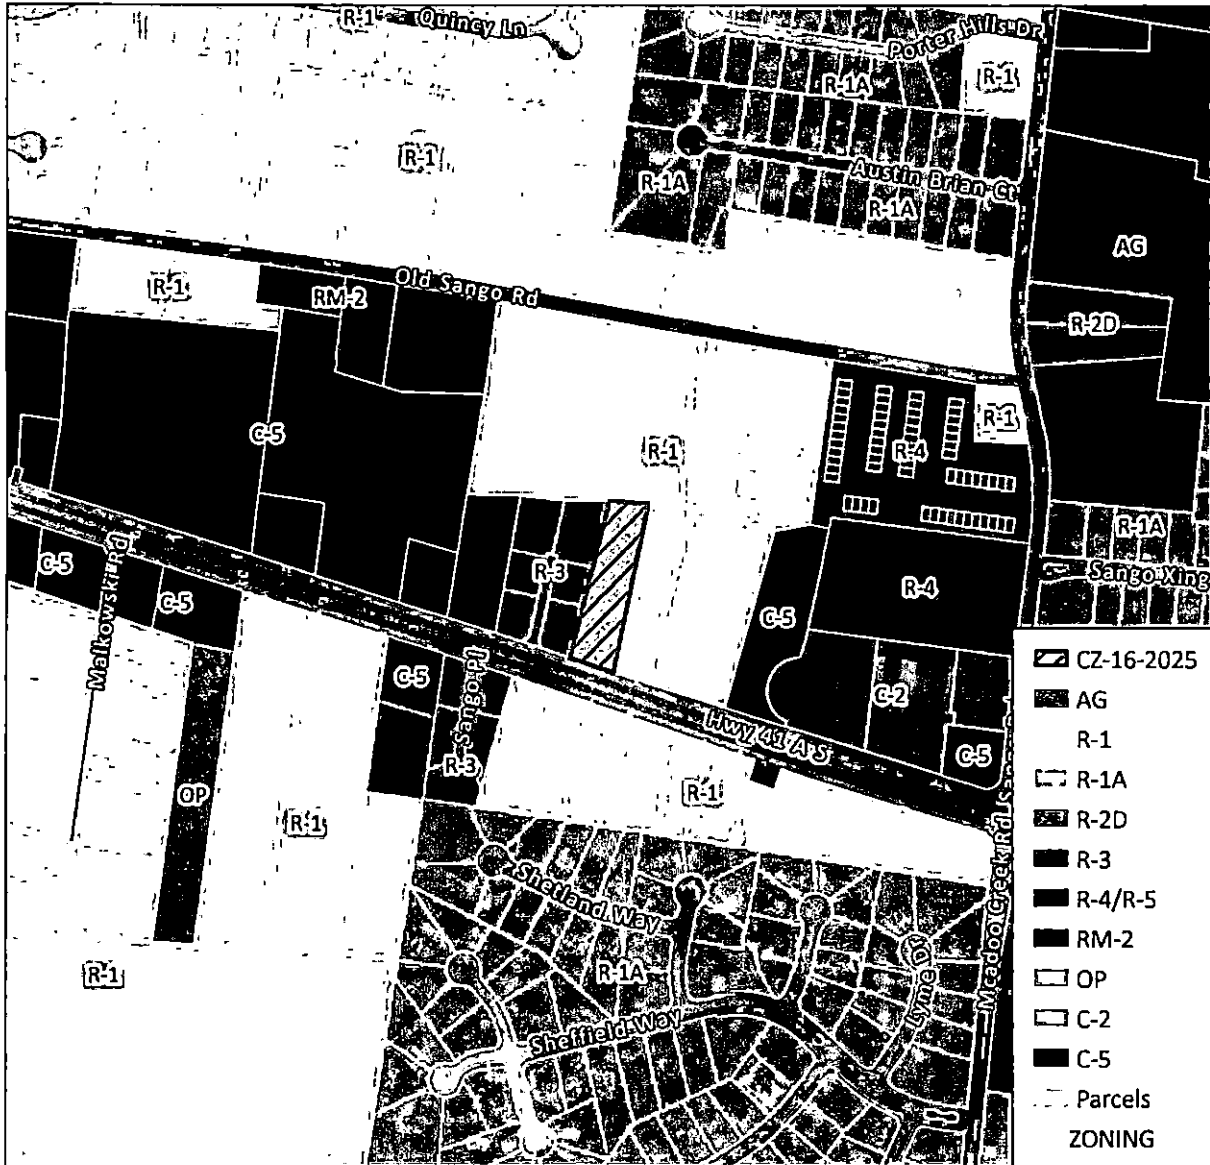 R-1
Quincy Ln
Porter Hills Dr
R-1
R-1A
R-1
R-1A
Austin Brian Ct
R-1A
AG
R-1
RM-2
Old Sango Rd
R-2D
R-1
C-5
R-1
R-4
R-1A
Sango Xing
C-5
Malkowski Rd
R-3
R-4
C-5
C-5
C-5
Sango Pl
C-2
Hwy 41 A S
C-5
R-3
OP
R-1
R-1
Mcadoo Creek Rd
Shetland Way
R-1A
R-1
Lyme Dr
Sheffield Way
CZ-16-2025
AG
R-1
R-1A
R-2D
R-3
R-4/R-5
RM-2
OP
C-2
C-5
Parcels
ZONING